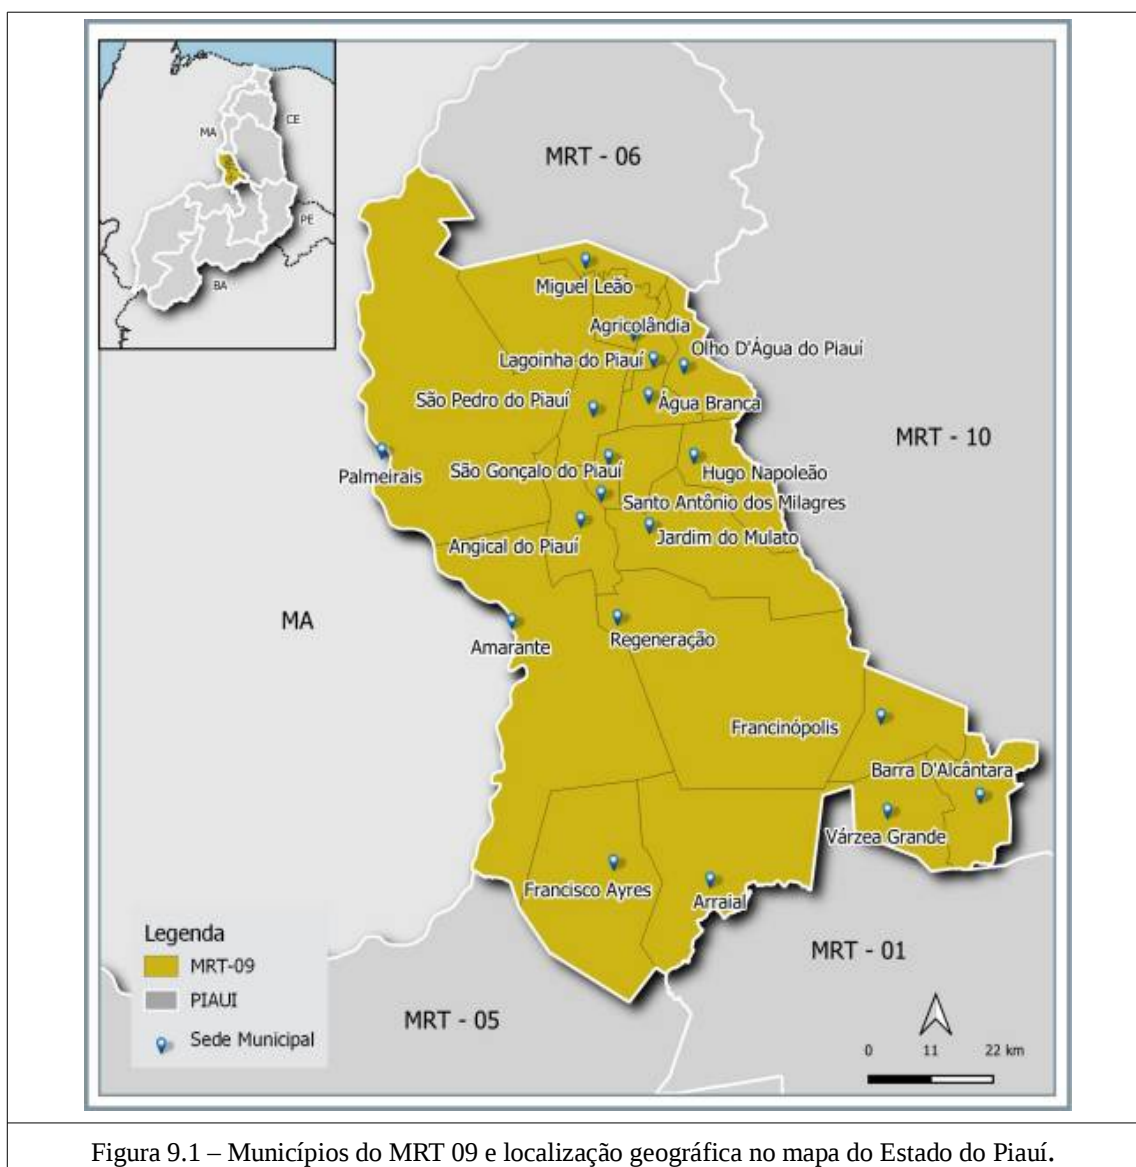 MA
CE
PE
BA
MRT - 06
Miguel Leão
Agricolândia
Olho D'Água do Piauí
Lagoinha do Piauí
São Pedro do Piauí
Água Branca
MRT - 10
Palmeirais
São Gonçalo do Piauí
Hugo Napoleão
Santo Antônio dos Milagres
Angical do Piauí
Jardim do Mulato
MA
Amarante
Regeneração
Francinópolis
Barra D'Alcântara
Várzea Grande
Francisco Ayres
Arraial
Legenda
MRT-09
PIAUI
Sede Municipal
MRT - 01
MRT - 05
0 11 22 km
Figura 9.1 – Municípios do MRT 09 e localização geográfica no mapa do Estado do Piauí.